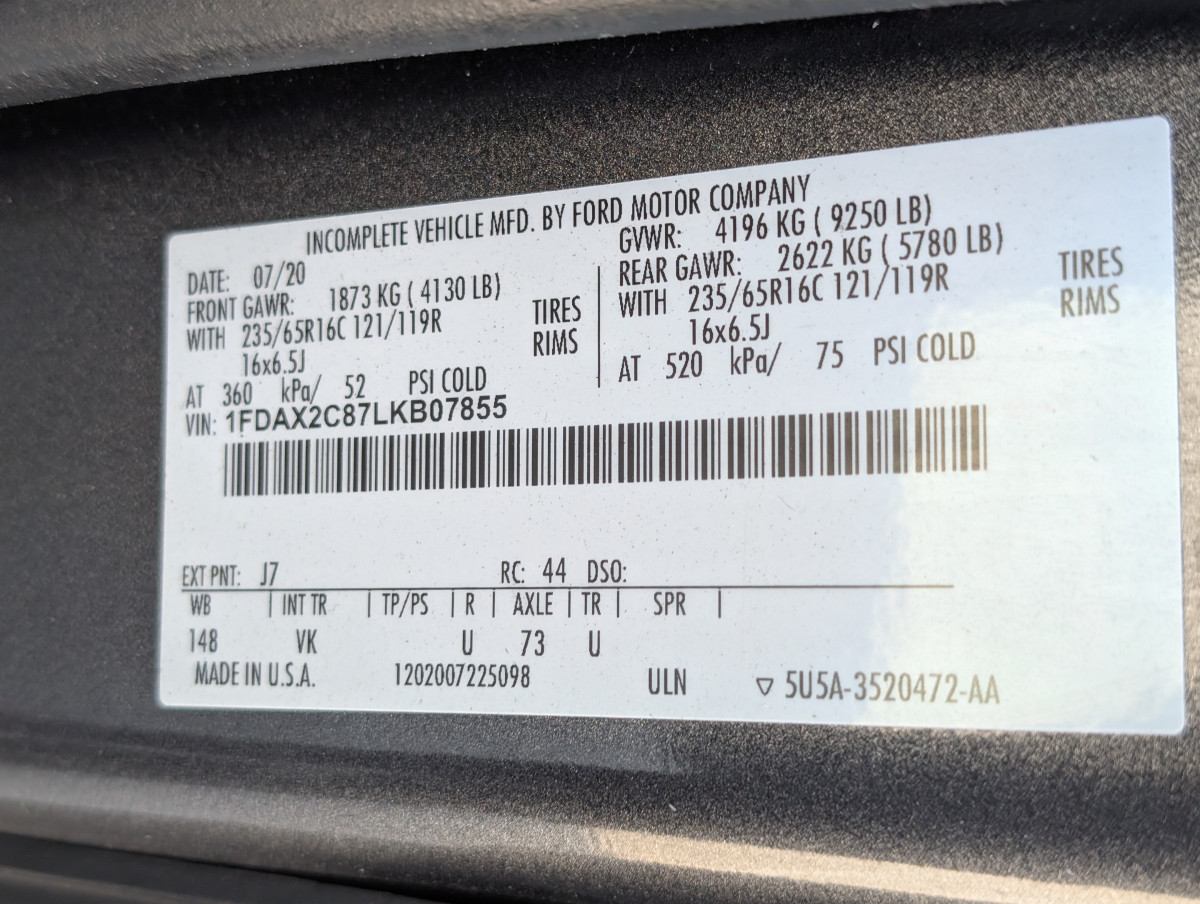 INCOMPLETE VEHICLE MFD. BY FORD MOTOR COMPANY
DATE: 07/20
FRONT GAWR: 1873 KG ( 4130 LB)
WITH 235/65R16C 121/119R TIRES
16x6.5J RIMS
AT 360 kPa/ 52 PSI COLD
GVWR: 4196 KG ( 9250 LB)
REAR GAWR: 2622 KG ( 5780 LB)
WITH 235/65R16C 121/119R TIRES
16x6.5J RIMS
AT 520 kPa/ 75 PSI COLD
VIN: 1FDAX2C87LKB07855
EXT PNT: J7 RC: 44 DSO:
WB | INT TR | TP/PS | R | AXLE | TR | SPR |
148 VK U 73 U
MADE IN U.S.A. 1202007225098 ULN ▽ 5U5A-3520472-AA